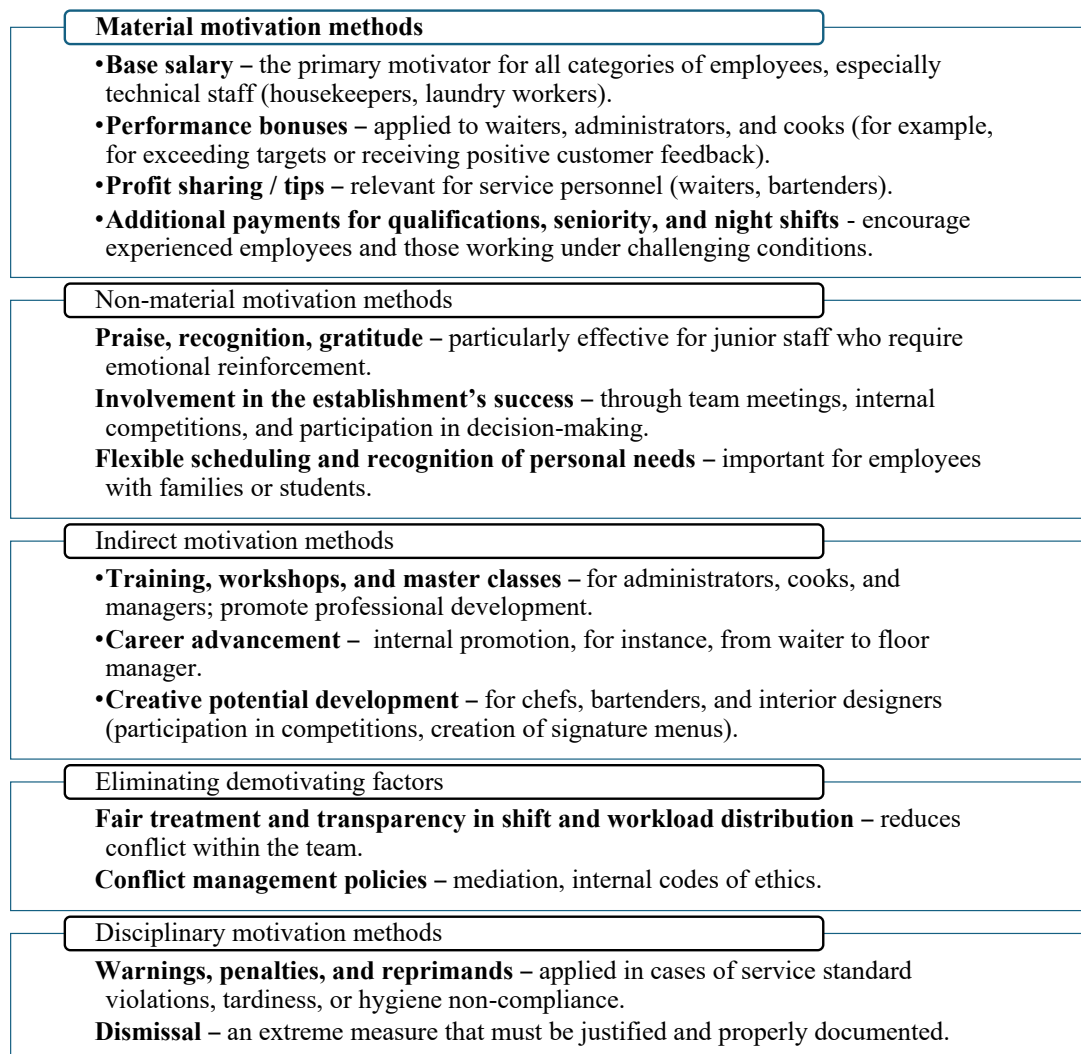 Material motivation methods
•Base salary – the primary motivator for all categories of employees, especially
technical staff (housekeepers, laundry workers).
•Performance bonuses – applied to waiters, administrators, and cooks (for example,
for exceeding targets or receiving positive customer feedback).
•Profit sharing / tips – relevant for service personnel (waiters, bartenders).
•Additional payments for qualifications, seniority, and night shifts - encourage
experienced employees and those working under challenging conditions.
Non-material motivation methods
Praise, recognition, gratitude – particularly effective for junior staff who require
emotional reinforcement.
Involvement in the establishment’s success – through team meetings, internal
competitions, and participation in decision-making.
Flexible scheduling and recognition of personal needs – important for employees
with families or students.
Indirect motivation methods
•Training, workshops, and master classes – for administrators, cooks, and
managers; promote professional development.
•Career advancement – internal promotion, for instance, from waiter to floor
manager.
•Creative potential development – for chefs, bartenders, and interior designers
(participation in competitions, creation of signature menus).
Eliminating demotivating factors
Fair treatment and transparency in shift and workload distribution – reduces
conflict within the team.
Conflict management policies – mediation, internal codes of ethics.
Disciplinary motivation methods
Warnings, penalties, and reprimands – applied in cases of service standard
violations, tardiness, or hygiene non-compliance.
Dismissal – an extreme measure that must be justified and properly documented.